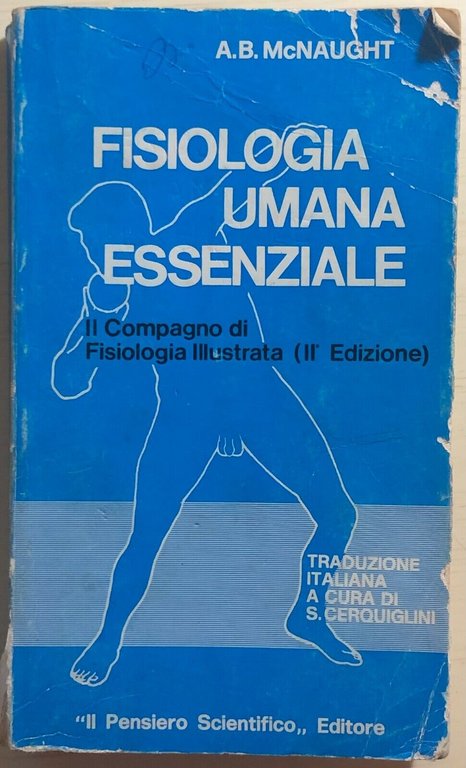 A.B. McNAUGHT
FISIOLOGIA
UMANA
ESSENZIALE
Il Compagno di
Fisiologia Illustrata (II° Edizione)
TRADUZIONE
ITALIANA
A CURA DI
S. CERQUIGLINI
"Il Pensiero Scientifico„ Editore